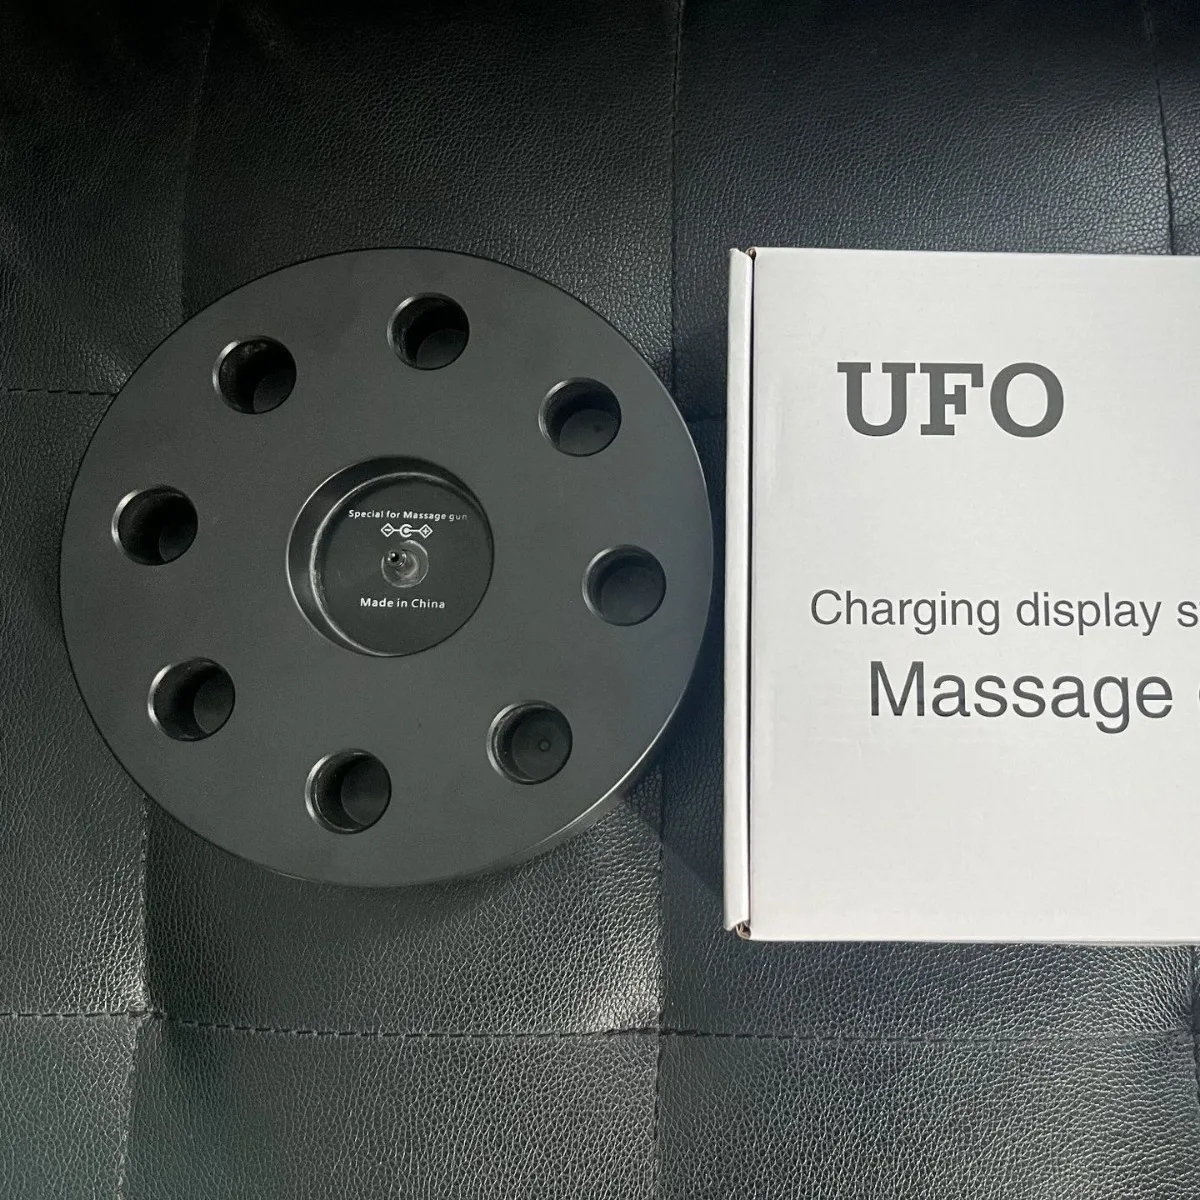 Special for Massage gun
Made in China
UFO
Charging display s
Massage